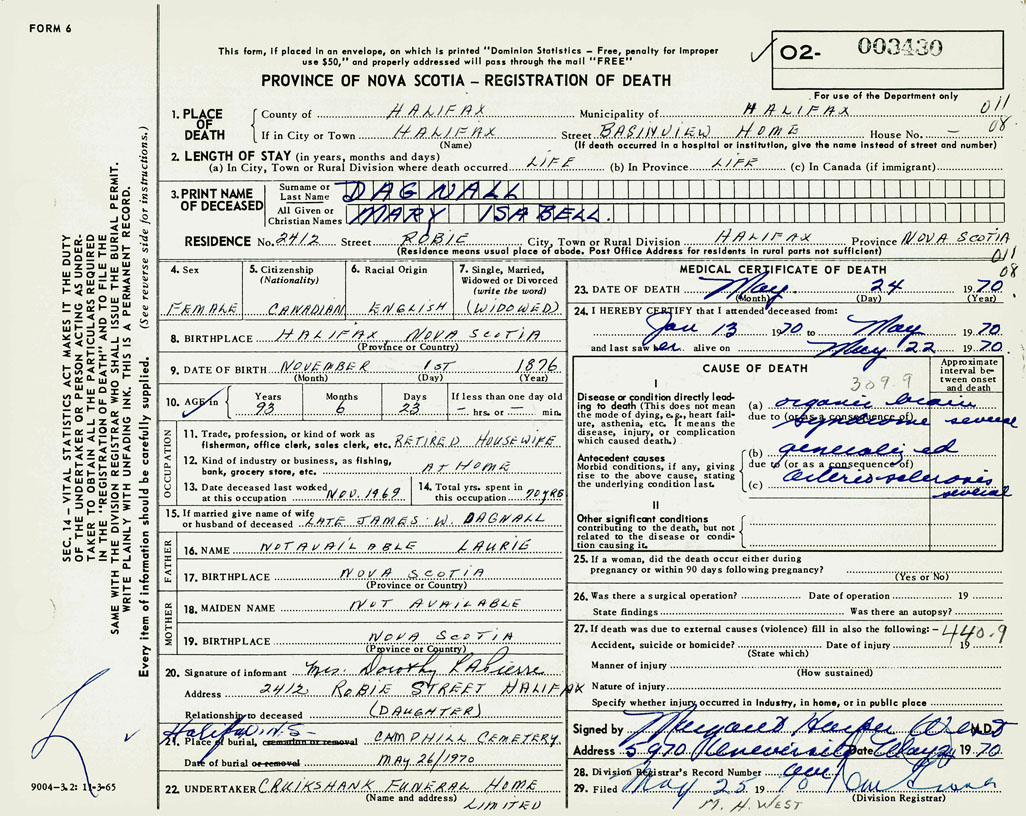 FORM 6
This form, if placed in an envelope, on which is printed "Dominion Statistics – Free, penalty for improper
use $50," and properly addressed will pass through the mail "FREE"
PROVINCE OF NOVA SCOTIA – REGISTRATION OF DEATH
✓ 02- 003430
For use of the Department only
SEC. 14 – VITAL STATISTICS ACT MAKES IT THE DUTY
OF THE UNDERTAKER OR PERSON ACTING AS UNDER-
TAKER TO OBTAIN ALL THE PARTICULARS REQUIRED
IN THE "REGISTRATION OF DEATH" AND TO FILE THE
SAME WITH THE DIVISION REGISTRAR WHO SHALL ISSUE THE BURIAL PERMIT.
WRITE PLAINLY WITH UNFADING INK. THIS IS A PERMANENT RECORD.
Every item of information should be carefully supplied. (See reverse side for instructions.)
1. PLACE OF DEATH
County of HALIFAX Municipality of HALIFAX 011
If in City or Town HALIFAX Street BASINVIEW HOME House No. – 08
(Name) (If death occurred in a hospital or institution, give the name instead of street and number)
2. LENGTH OF STAY (in years, months and days)
(a) In City, Town or Rural Division where death occurred LIFE (b) In Province LIFE (c) In Canada (if immigrant)
3. PRINT NAME OF DECEASED
Surname or Last Name DAGNALL
All Given or Christian Names MARY ISABELL.
RESIDENCE No. 2412 Street ROBIE City, Town or Rural Division HALIFAX Province NOVA SCOTIA
(Residence means usual place of abode. Post Office Address for residents in rural parts not sufficient) 011
08
4. Sex
FEMALE
5. Citizenship (Nationality)
CANADIAN
6. Racial Origin
ENGLISH
7. Single, Married, Widowed or Divorced (write the word)
(WIDOWED)
8. BIRTHPLACE HALIFAX NOVA SCOTIA
(Province or Country)
9. DATE OF BIRTH NOVEMBER 1ST 1876
(Month) (Day) (Year)
10. AGE in Years 93 Months 6 Days 23 If less than one day old – hrs. or – min.
OCCUPATION
11. Trade, profession, or kind of work as
fisherman, office clerk, sales clerk, etc. RETIRED HOUSEWIFE
12. Kind of industry or business, as fishing,
bank, grocery store, etc. AT HOME
13. Date deceased last worked
at this occupation NOV. 1969
14. Total yrs. spent in
this occupation 70 YRS
15. If married give name of wife
or husband of deceased LATE JAMES W. DAGNALL
FATHER
16. NAME NOT AVAILABLE LAURIE
17. BIRTHPLACE NOVA SCOTIA
(Province or Country)
MOTHER
18. MAIDEN NAME NOT AVAILABLE
19. BIRTHPLACE NOVA SCOTIA
(Province or Country)
20. Signature of informant Mrs. Dorothy LaPierre
Address 2412 ROBIE STREET HALIFAX
Relationship to deceased (DAUGHTER)
Halifax, N.S.
21. Place of burial, cremation or removal CAMPHILL CEMETERY
Date of burial or removal MAY 26/1970
22. UNDERTAKER CRUIKSHANK FUNERAL HOME
(Name and address) LIMITED
9004-3.2: 11-3-65
MEDICAL CERTIFICATE OF DEATH
23. DATE OF DEATH May 24 1970
(Month) (Day) (Year)
24. I HEREBY CERTIFY that I attended deceased from:
Jan 13 1970 to May 1970
and last saw her alive on May 22 1970.
CAUSE OF DEATH
Approximate interval between onset and death
309.9
I
Disease or condition directly lead-
ing to death (This does not mean
the mode of dying, e.g., heart fail-
ure, asthenia, etc. It means the
disease, injury, or complication
which caused death.)
(a) organic brain
due to (or as a consequence of) syndrome several
Antecedent causes
Morbid conditions, if any, giving
rise to the above cause, stating
the underlying condition last.
(b) generalized
due to (or as a consequence of)
(c) arteriosclerosis several
II
Other significant conditions
contributing to the death, but not
related to the disease or condi-
tion causing it.
25. If a woman, did the death occur either during
pregnancy or within 90 days following pregnancy?
(Yes or No)
26. Was there a surgical operation? Date of operation 19
State findings Was there an autopsy?
27. If death was due to external causes (violence) fill in also the following: – 440.9
Accident, suicide or homicide? Date of injury 19
(State which)
Manner of injury
(How sustained)
Nature of injury
Specify whether injury occurred in industry, in home, or in public place
Signed by Margaret Harper M.D.
Address 5970 University Date May 1970
28. Division Registrar's Record Number
29. Filed May 25 1970
(Division Registrar)
M. H. WEST